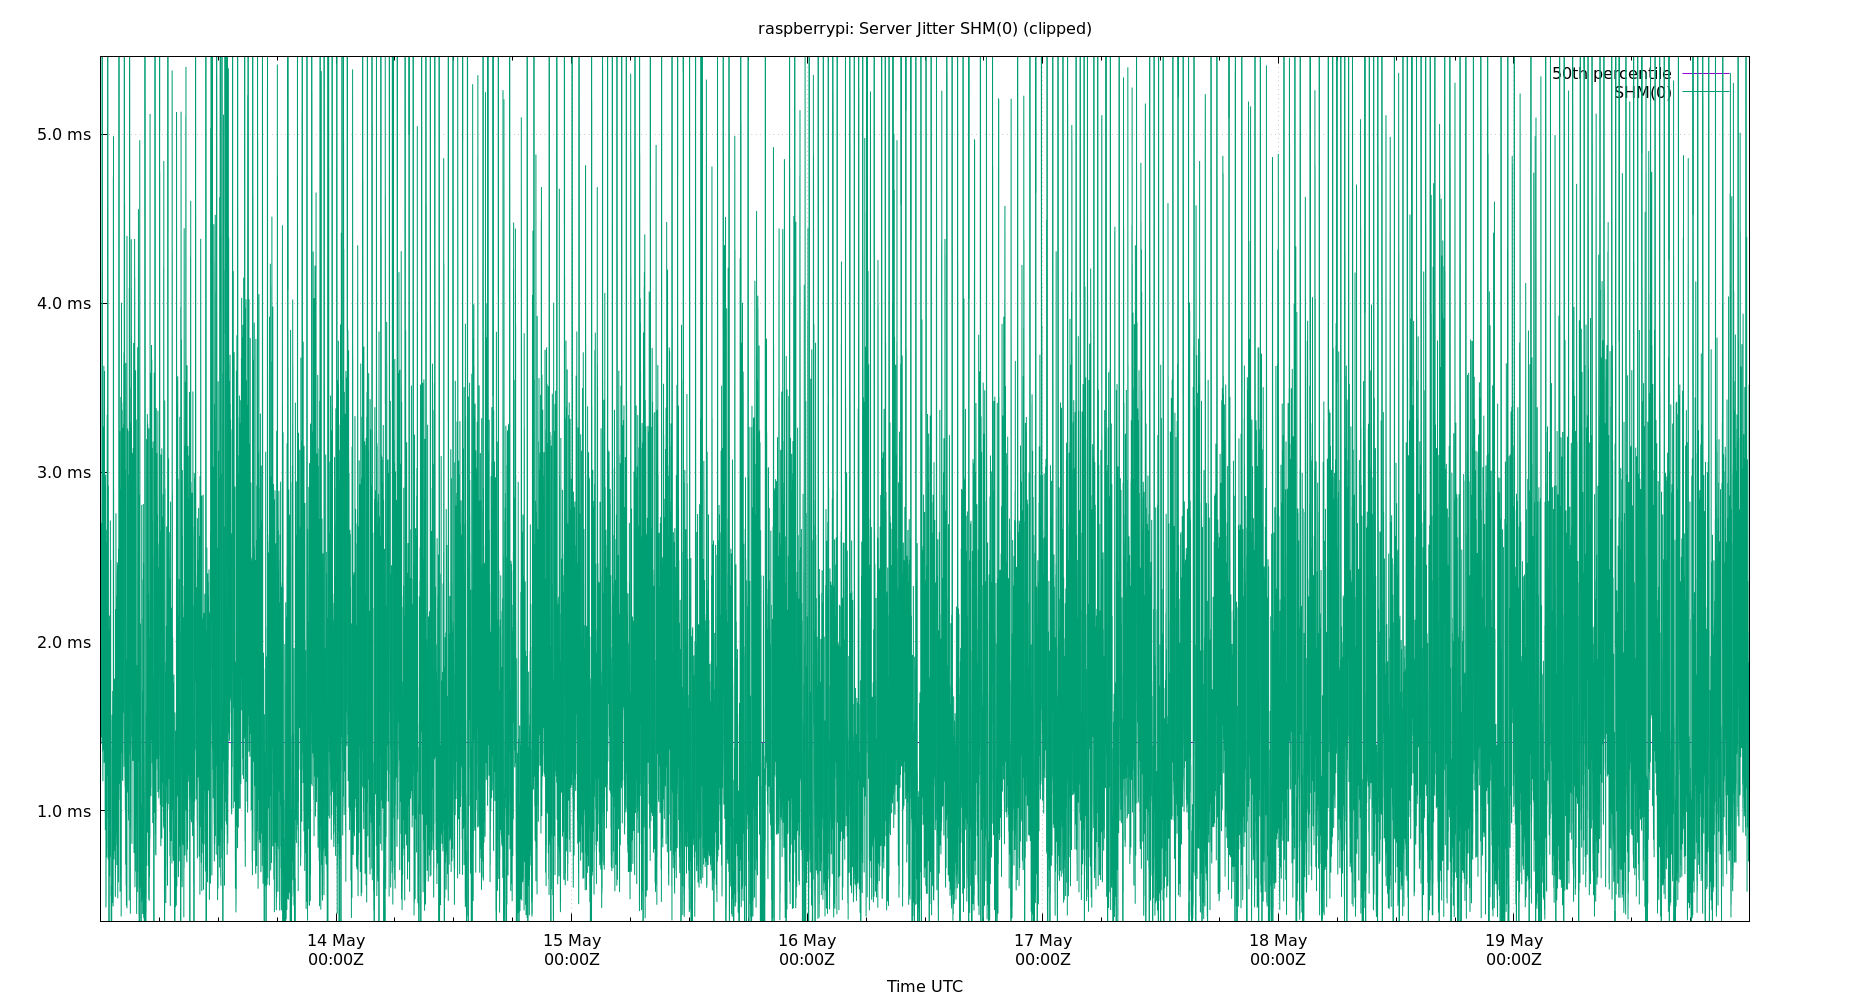 raspberrypi: Server Jitter SHM(0) (clipped)
50th percentile
SHM(0)
5.0 ms
4.0 ms
3.0 ms
2.0 ms
1.0 ms
14 May 15 May 16 May 17 May 18 May 19 May
00:00Z 00:00Z 00:00Z 00:00Z 00:00Z 00:00Z
Time UTC